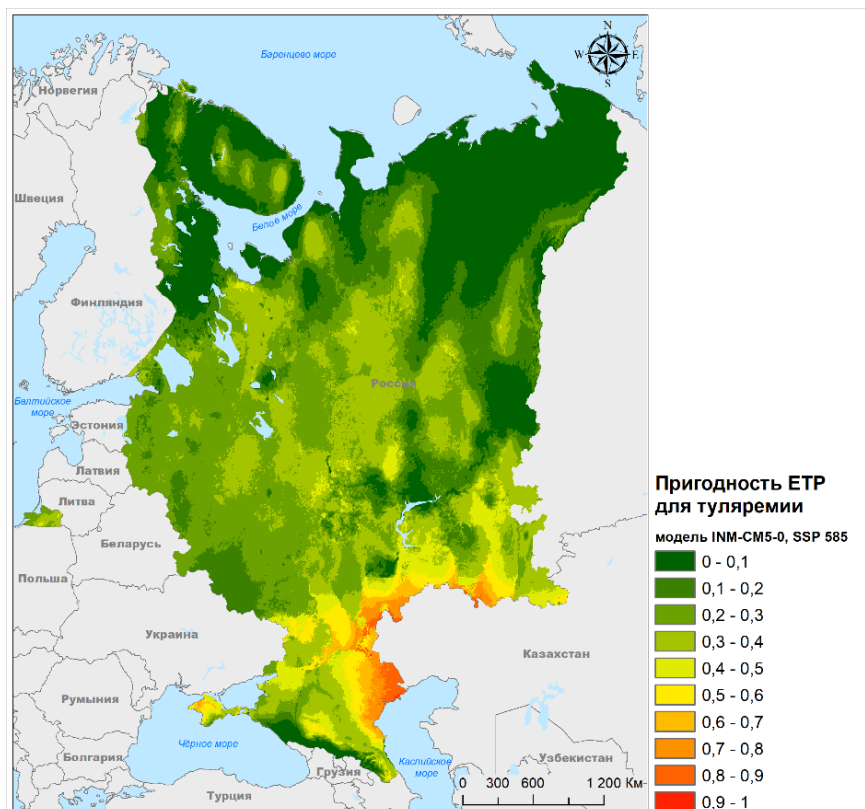 Баренцево море
N
W E
S
Норвегия
Швеция
Белое море
Финляндия
Россия
Балтийское
море
Эстония
Латвия
Литва
Беларусь
Польша
Украина
Казахстан
Румыния
Чёрное море
Болгария
Грузия
Каспийское
море
Узбекистан
Турция
0 300 600 1 200 Км
Пригодность ЕТР
для туляремии
модель INM-CM5-0, SSP 585
0 - 0,1
0,1 - 0,2
0,2 - 0,3
0,3 - 0,4
0,4 - 0,5
0,5 - 0,6
0,6 - 0,7
0,7 - 0,8
0,8 - 0,9
0,9 - 1